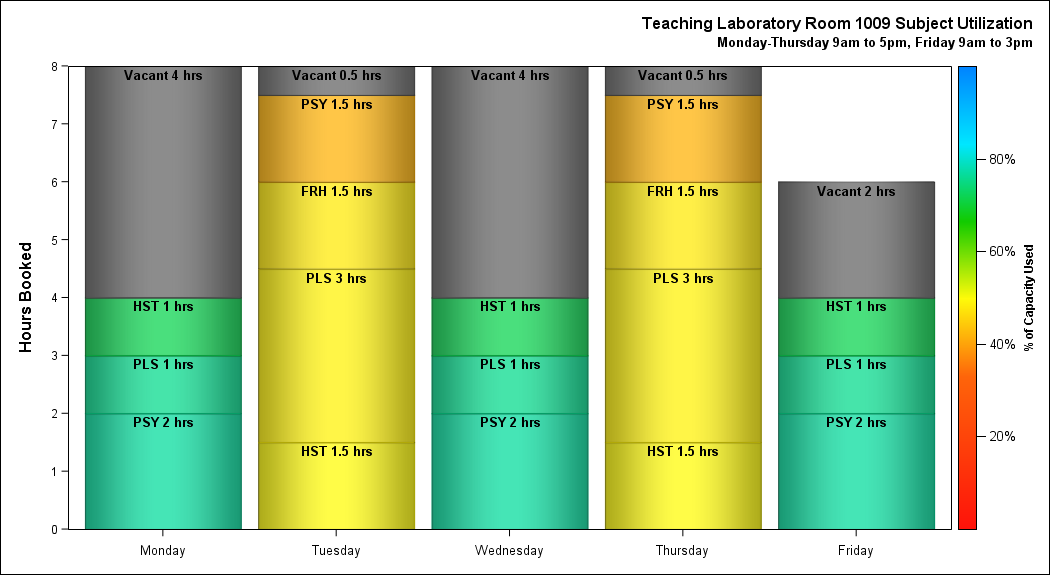 Teaching Laboratory Room 1009 Subject Utilization
Monday-Thursday 9am to 5pm, Friday 9am to 3pm
Hours Booked
8
7
6
5
4
3
2
1
0
Vacant 4 hrs
HST 1 hrs
PLS 1 hrs
PSY 2 hrs
Monday
Vacant 0.5 hrs
PSY 1.5 hrs
FRH 1.5 hrs
PLS 3 hrs
HST 1.5 hrs
Tuesday
Vacant 4 hrs
HST 1 hrs
PLS 1 hrs
PSY 2 hrs
Wednesday
Vacant 0.5 hrs
PSY 1.5 hrs
FRH 1.5 hrs
PLS 3 hrs
HST 1.5 hrs
Thursday
Vacant 2 hrs
HST 1 hrs
PLS 1 hrs
PSY 2 hrs
Friday
80%
60%
40%
20%
% of Capacity Used